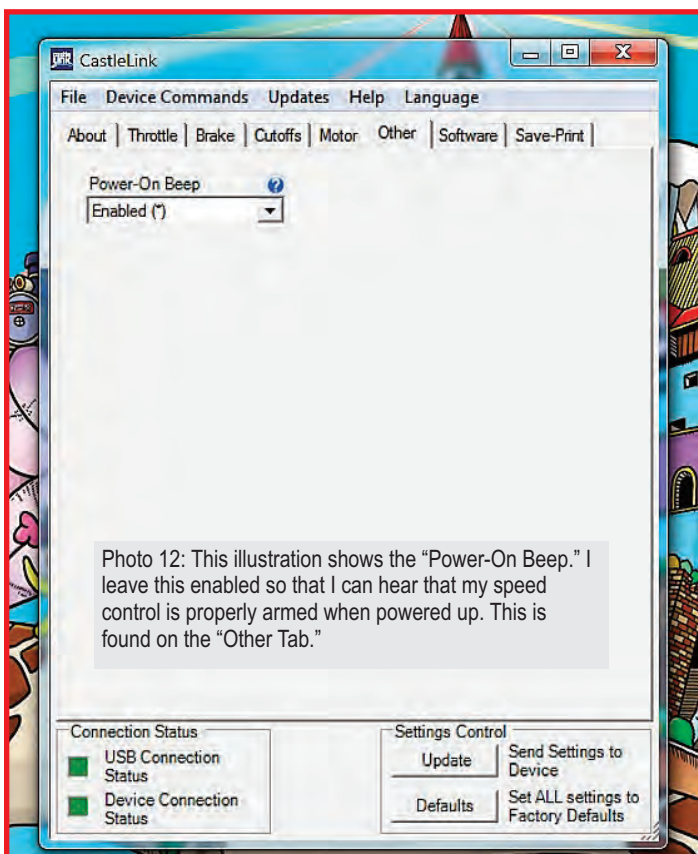 CastleLink
File Device Commands Updates Help Language
About Throttle Brake Cutoffs Motor Other Software Save-Print
Power-On Beep
Enabled (*)
Photo 12: This illustration shows the “Power-On Beep.” I
leave this enabled so that I can hear that my speed
control is properly armed when powered up. This is
found on the “Other Tab.”
Connection Status
USB Connection
Status
Device Connection
Status
Settings Control
Update
Send Settings to
Device
Defaults
Set ALL settings to
Factory Defaults